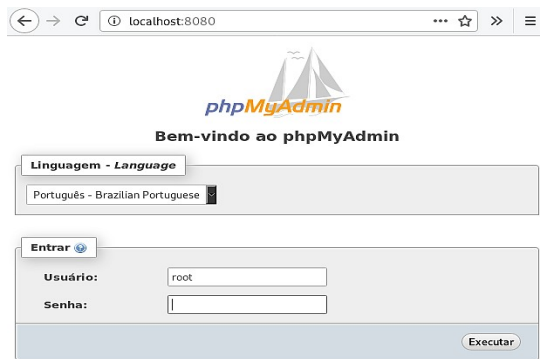 localhost:8080
phpMyAdmin
Bem-vindo ao phpMyAdmin
Linguagem - Language
Português - Brazilian Portuguese
Entrar
Usuário: root
Senha:
Executar